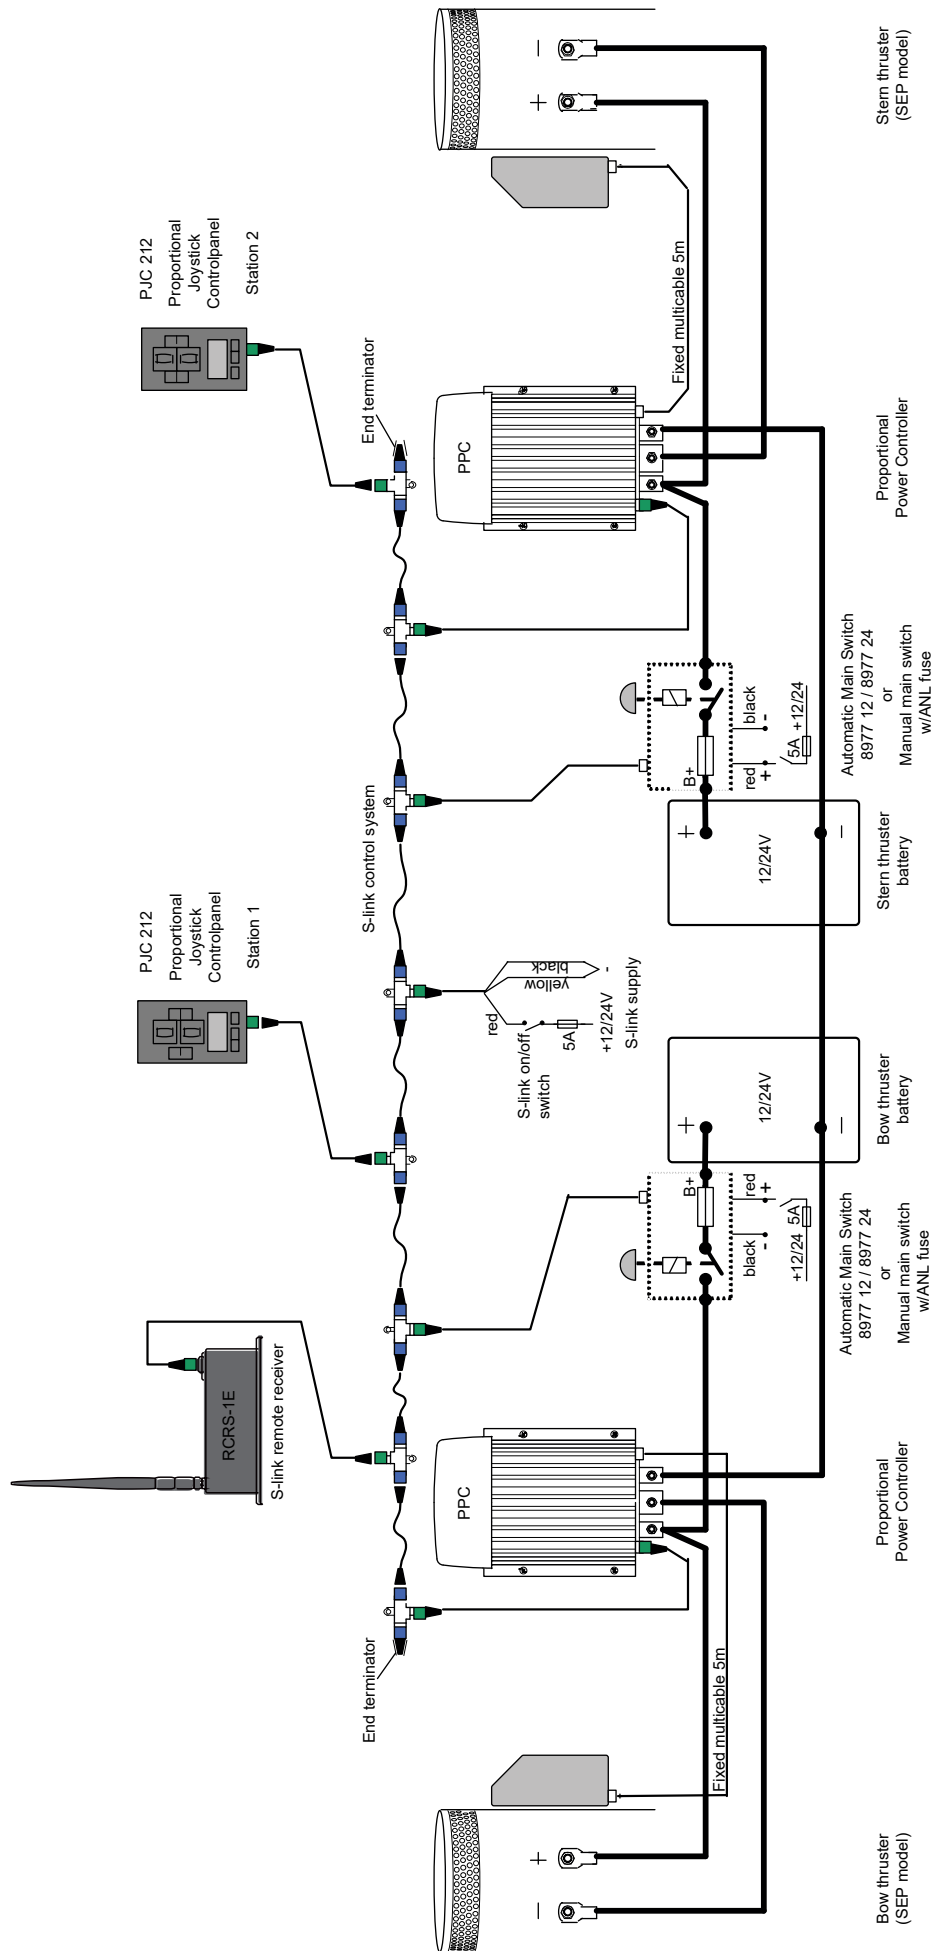 RCRS-1E
S-link remote receiver
PJC 212
Proportional
Joystick
Controlpanel
Station 1
PJC 212
Proportional
Joystick
Controlpanel
Station 2
End terminator
S-link control system
End terminator
PPC
PPC
red
yellow
black
S-link on/off
switch
5A
+12/24V
-
S-link supply
Fixed multicable 5m
Fixed multicable 5m
-
+
B+
black
-
red
+
+12/24
5A
+
12/24V
-
+
12/24V
-
B+
red
+
black
-
5A
+12/24
+
-
Bow thruster
(SEP model)
Proportional
Power Controller
Automatic Main Switch
8977 12 / 8977 24
or
Manual main switch
w/ANL fuse
Bow thruster
battery
Stern thruster
battery
Automatic Main Switch
8977 12 / 8977 24
or
Manual main switch
w/ANL fuse
Proportional
Power Controller
Stern thruster
(SEP model)